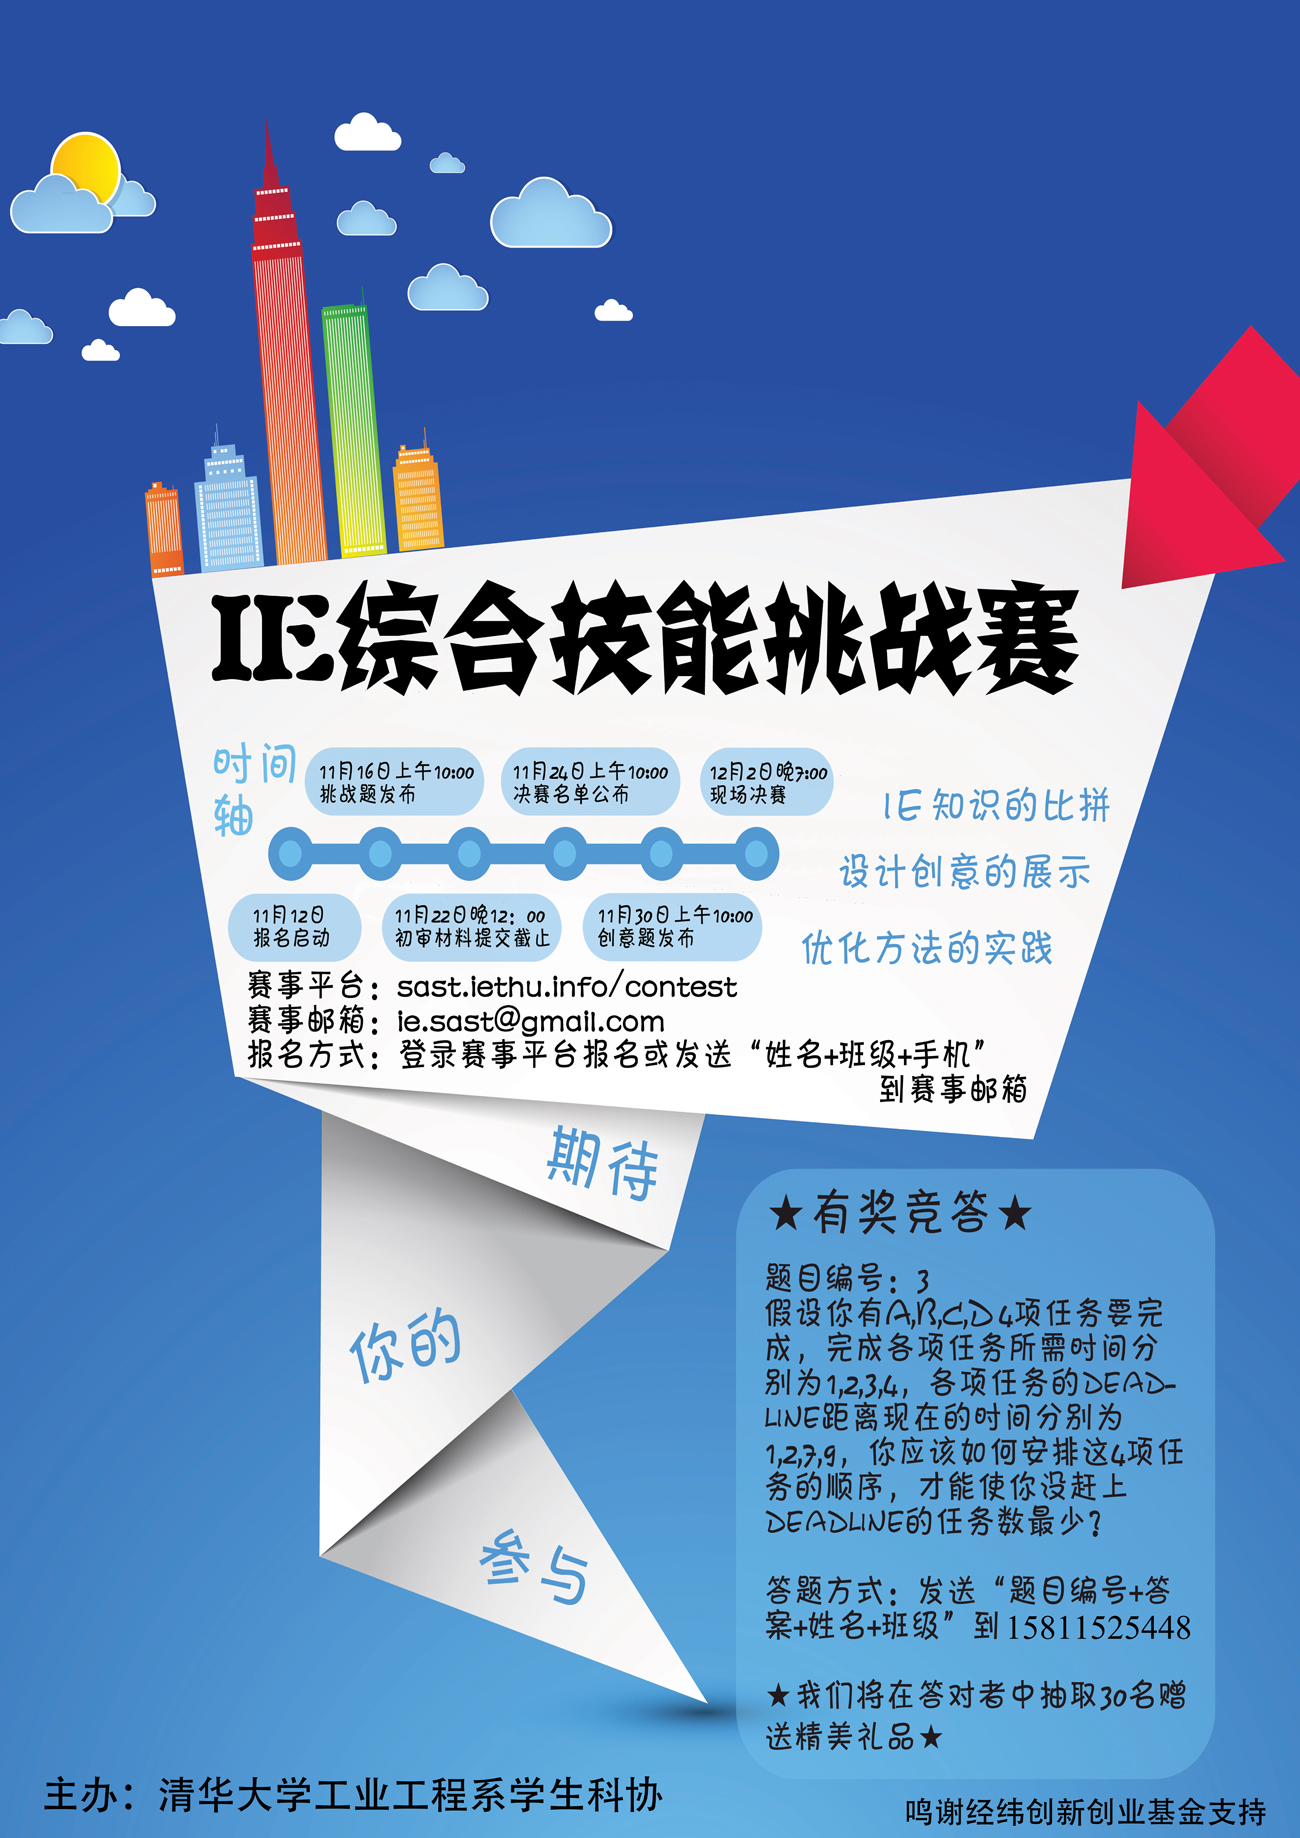 IE综合技能挑战赛
时间
轴
11月16日上午10:00
挑战题发布
11月24日上午10:00
决赛名单公布
12月2日晚7:00
现场决赛
11月12日
报名启动
11月22日晚12：00
初审材料提交截止
11月30日上午10:00
创意题发布
IE知识的比拼
设计创意的展示
优化方法的实践
赛事平台：sast.iethu.info/contest
赛事邮箱：ie.sast@gmail.com
报名方式：登录赛事平台报名或发送“姓名+班级+手机”
到赛事邮箱
期待
你的
参与
★有奖竞答★
题目编号：3
假设你有A,B,C,D4项任务要完
成，完成各项任务所需时间分
别为1,2,3,4，各项任务的DEAD-
LINE距离现在的时间分别为
1,2,7,9，你应该如何安排这4项任
务的顺序，才能使你没赶上
DEADLINE的任务数最少？
答题方式：发送“题目编号+答
案+姓名+班级”到15811525448
★我们将在答对者中抽取30名赠
送精美礼品★
主办：清华大学工业工程系学生科协
鸣谢经纬创新创业基金支持